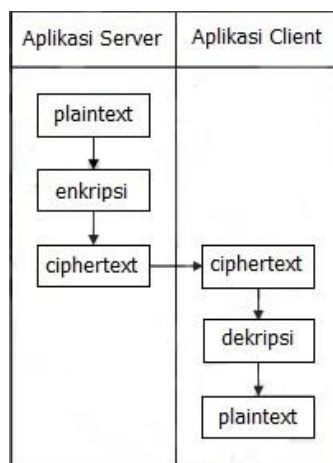 Aplikasi Server
Aplikasi Client
plaintext
enkripsi
ciphertext
ciphertext
dekripsi
plaintext